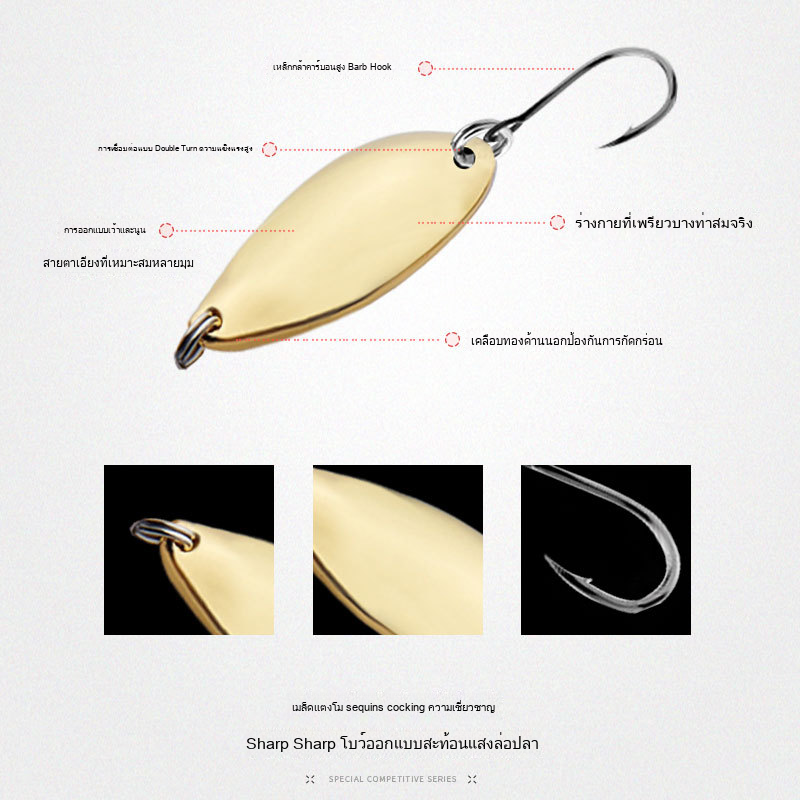 เหล็กกล้าคาร์บอนสูง Barb Hook
การเชื่อมต่อแบบ Double Turn ความแข็งแรงสูง
การออกแบบเว้าและนูน
ร่างกายที่เพรียวบางท่าสมจริง
สายตาเอียงที่เหมาะสมหลายมุม
เคลือบทองด้านนอกป้องกันการกัดกร่อน
เมล็ดแตงโม sequins cocking ความเชี่ยวชาญ
Sharp Sharp โบว์ออกแบบสะท้อนแสงล่อปลา
SPECIAL COMPETITIVE SERIES